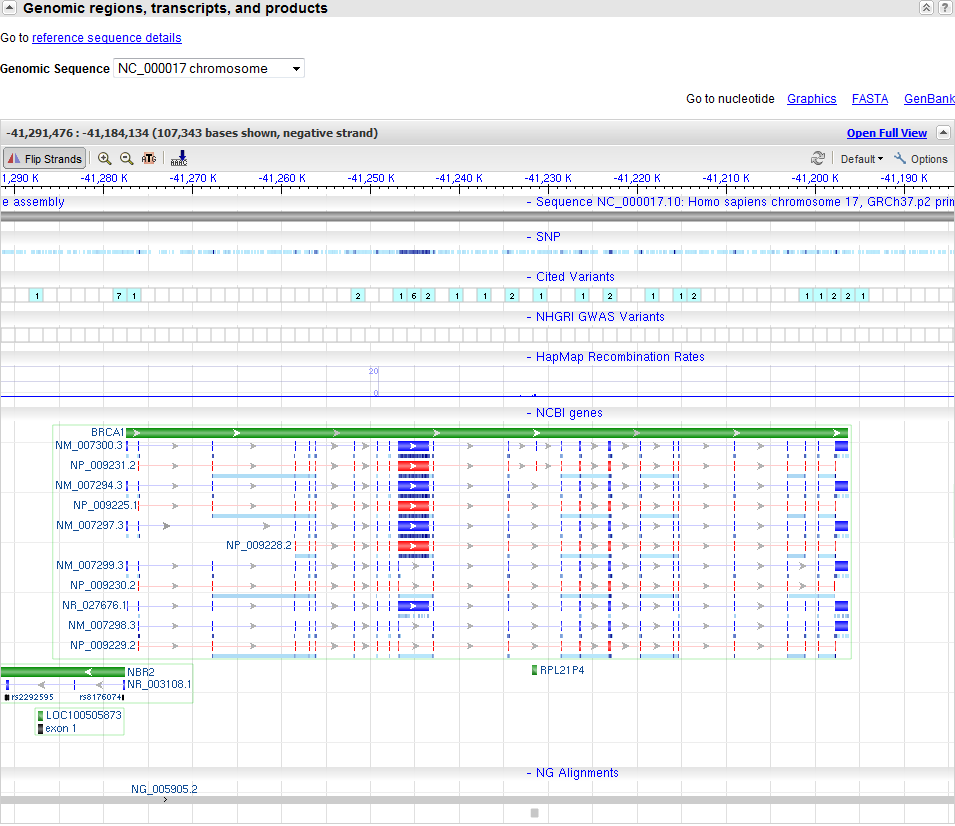 Genomic regions, transcripts, and products
Go to reference sequence details
Genomic Sequence NC_000017 chromosome
Go to nucleotide Graphics FASTA GenBank
-41,291,476 : -41,184,134 (107,343 bases shown, negative strand) Open Full View
Flip Strands ATG Default Options
1,290 K -41,280 K -41,270 K -41,260 K -41,250 K -41,240 K -41,230 K -41,220 K -41,210 K -41,200 K -41,190 K
e assembly - Sequence NC_000017.10: Homo sapiens chromosome 17, GRCh37.p2 prim
- SNP
- Cited Variants
1 7 1 2 1 6 2 1 1 2 1 1 2 1 1 2 1 1 2 2 1
- NHGRI GWAS Variants
- HapMap Recombination Rates
20
0
- NCBI genes
BRCA1
NM_007300.3
NP_009231.2
NM_007294.3
NP_009225.1
NM_007297.3
NP_009228.2
NM_007299.3
NP_009230.2
NR_027676.1
NM_007298.3
NP_009229.2
NBR2 RPL21P4
NR_003108.1
rs2292595 rs8176074
LOC100505873
exon 1
- NG Alignments
NG_005905.2